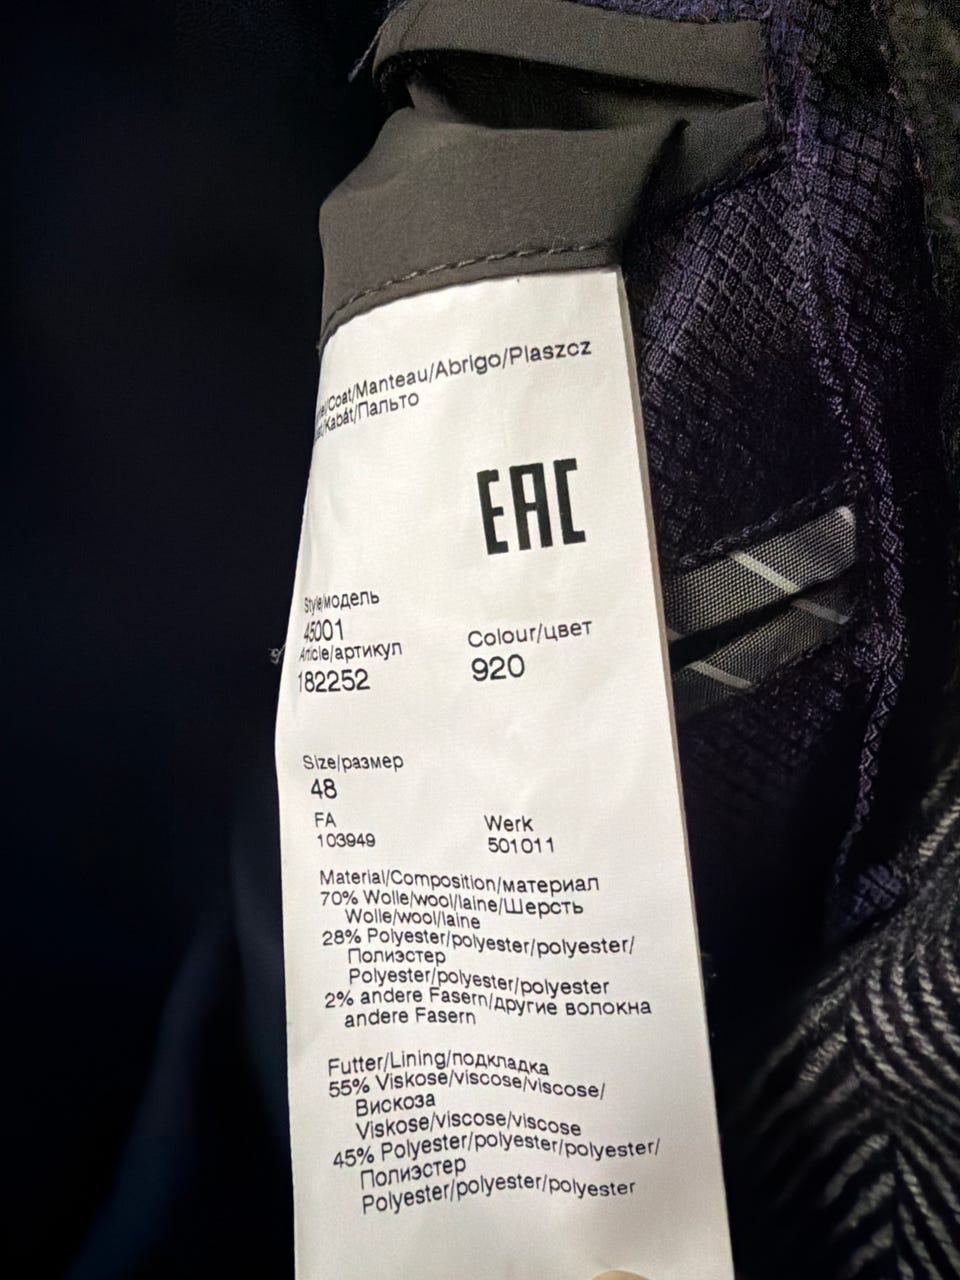 /Coat/Manteau/Abrigo/Plaszcz
/Kabát/Пальто
EAC
Style/модель
45001
Article/артикул
182252
Colour/цвет
920
Size/размер
48
FA
103949
Werk
501011
Material/Composition/материал
70% Wolle/wool/laine/Шерсть
Wolle/wool/laine
28% Polyester/polyester/polyester/
Полиэстер
Polyester/polyester/polyester
2% andere Fasern/другие волокна
andere Fasern
Futter/Lining/подкладка
55% Viskose/viscose/viscose/
Вискоза
Viskose/viscose/viscose
45% Polyester/polyester/polyester/
Полиэстер
Polyester/polyester/polyester